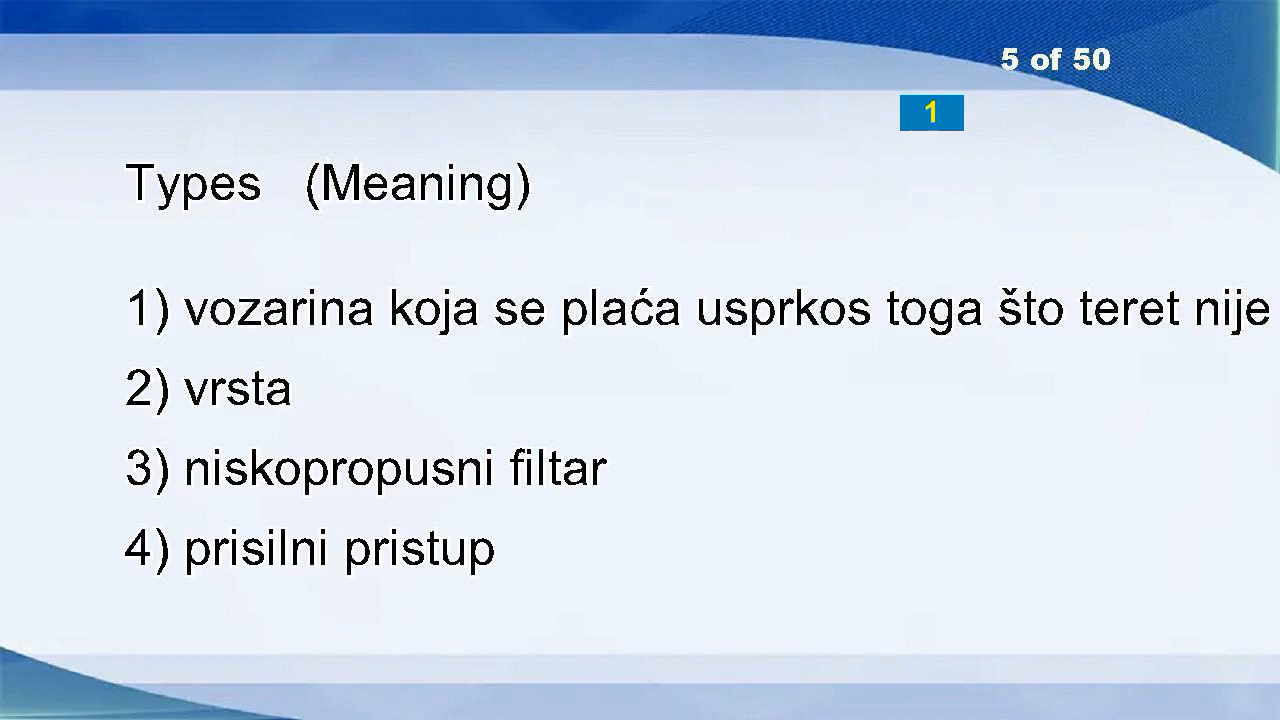 5 of 50
1
Types (Meaning)
1) vozarina koja se plaća usprkos toga što teret nije
2) vrsta
3) niskopropusni filtar
4) prisilni pristup